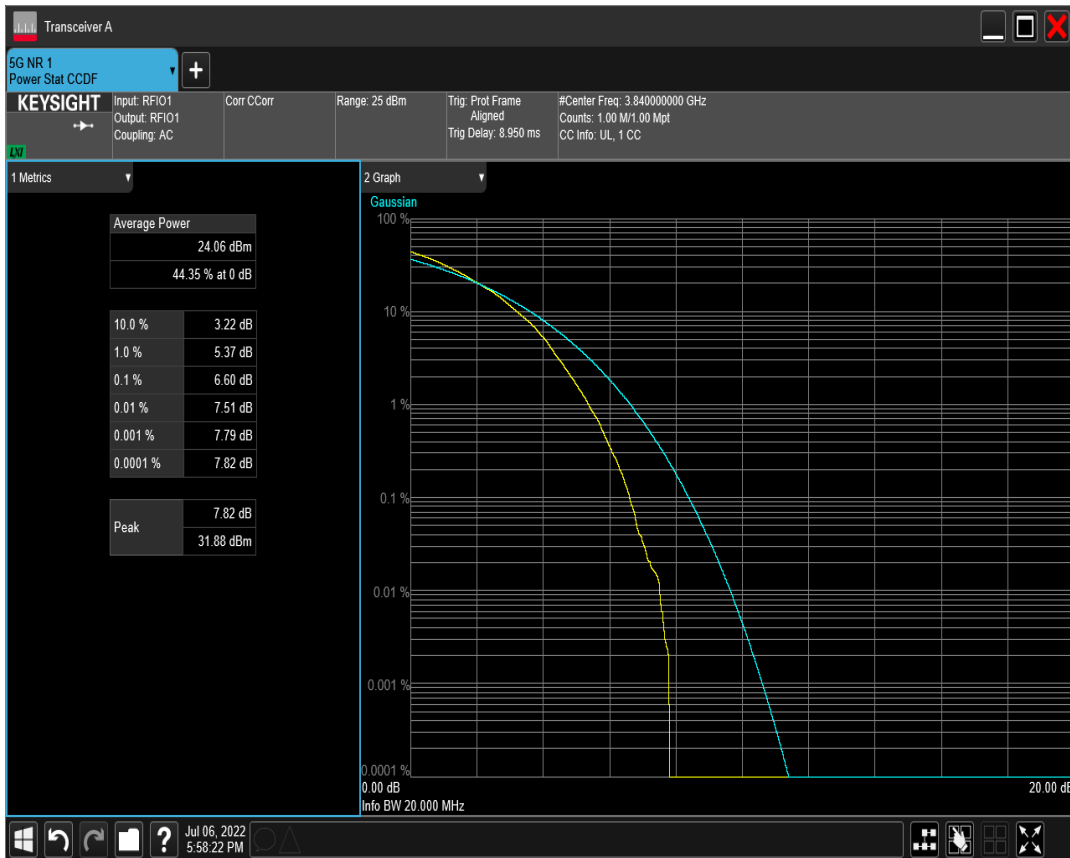 Transceiver A
5G NR 1
Power Stat CCDF
+
KEYSIGHT
LXI
Input: RFIO1
Output: RFIO1
Coupling: AC
Corr CCorr
Range: 25 dBm
Trig: Prot Frame
Aligned
Trig Delay: 8.950 ms
#Center Freq: 3.840000000 GHz
Counts: 1.00 M/1.00 Mpt
CC Info: UL, 1 CC
1 Metrics
Average Power
24.06 dBm
44.35 % at 0 dB
10.0 % 3.22 dB
1.0 % 5.37 dB
0.1 % 6.60 dB
0.01 % 7.51 dB
0.001 % 7.79 dB
0.0001 % 7.82 dB
Peak
7.82 dB
31.88 dBm
2 Graph
Gaussian
100 %
10 %
1 %
0.1 %
0.01 %
0.001 %
0.0001 %
0.00 dB 20.00 dB
Info BW 20.000 MHz
?
Jul 06, 2022
5:58:22 PM